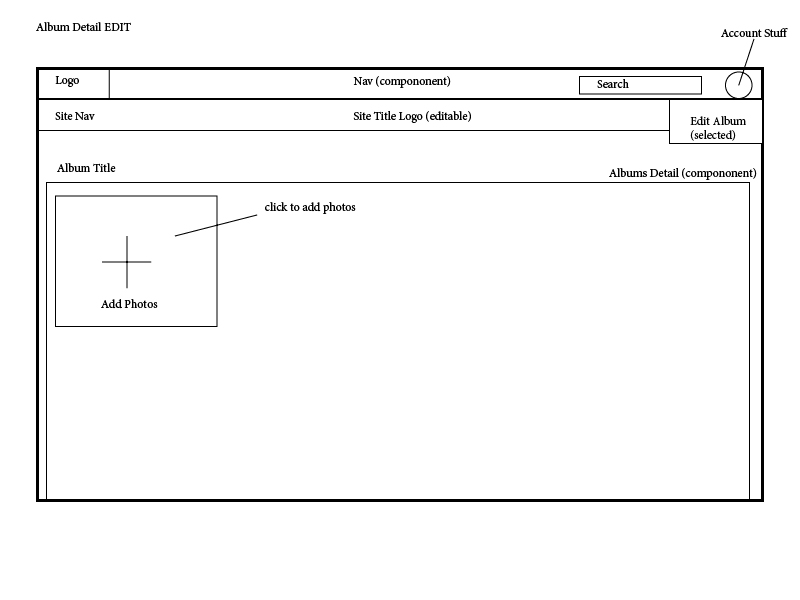 Album Detail EDIT
Account Stuff
Logo
Nav (compononent)
Search
Site Nav
Site Title Logo (editable)
Edit Album
(selected)
Album Title
Albums Detail (compononent)
click to add photos
Add Photos